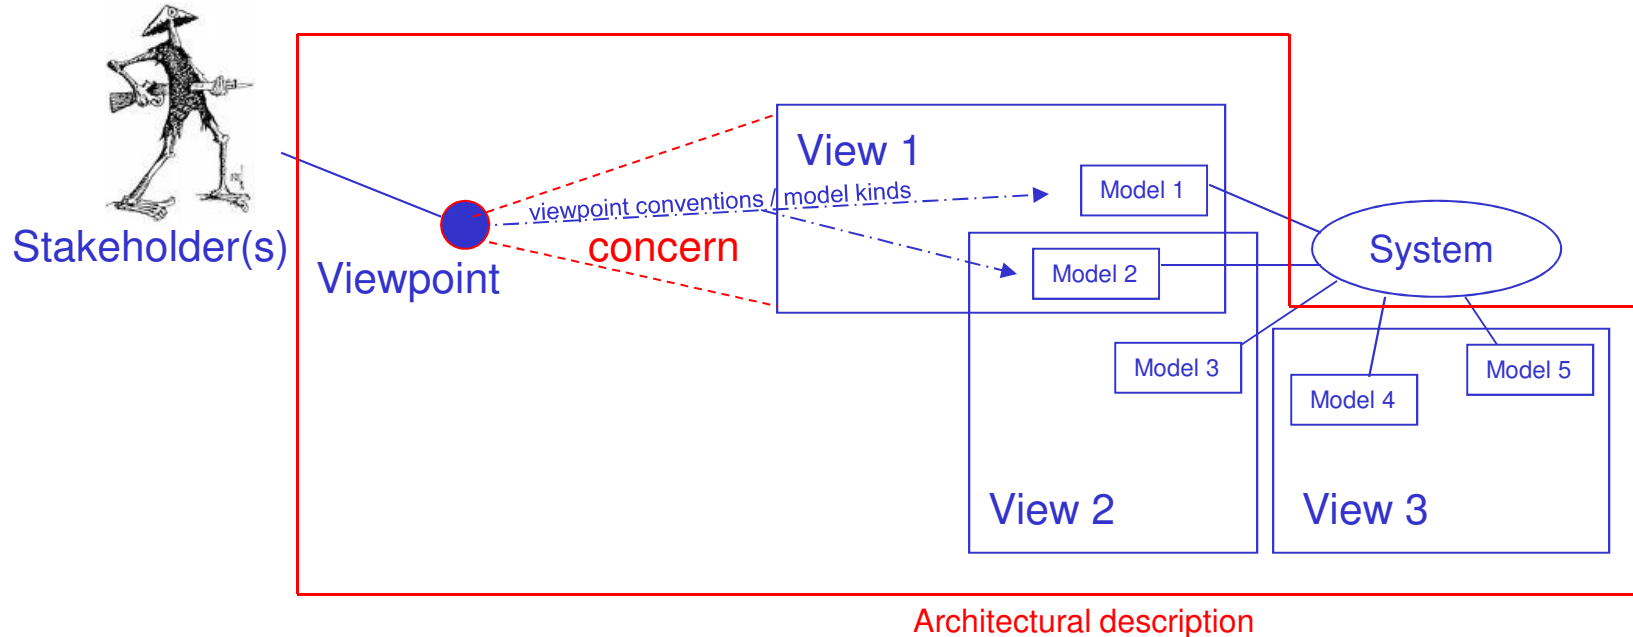 View 1
Model 1
viewpoint conventions / model kinds
Stakeholder(s)
concern
System
Viewpoint
Model 2
Model 3
Model 5
Model 4
View 2
View 3
Architectural description